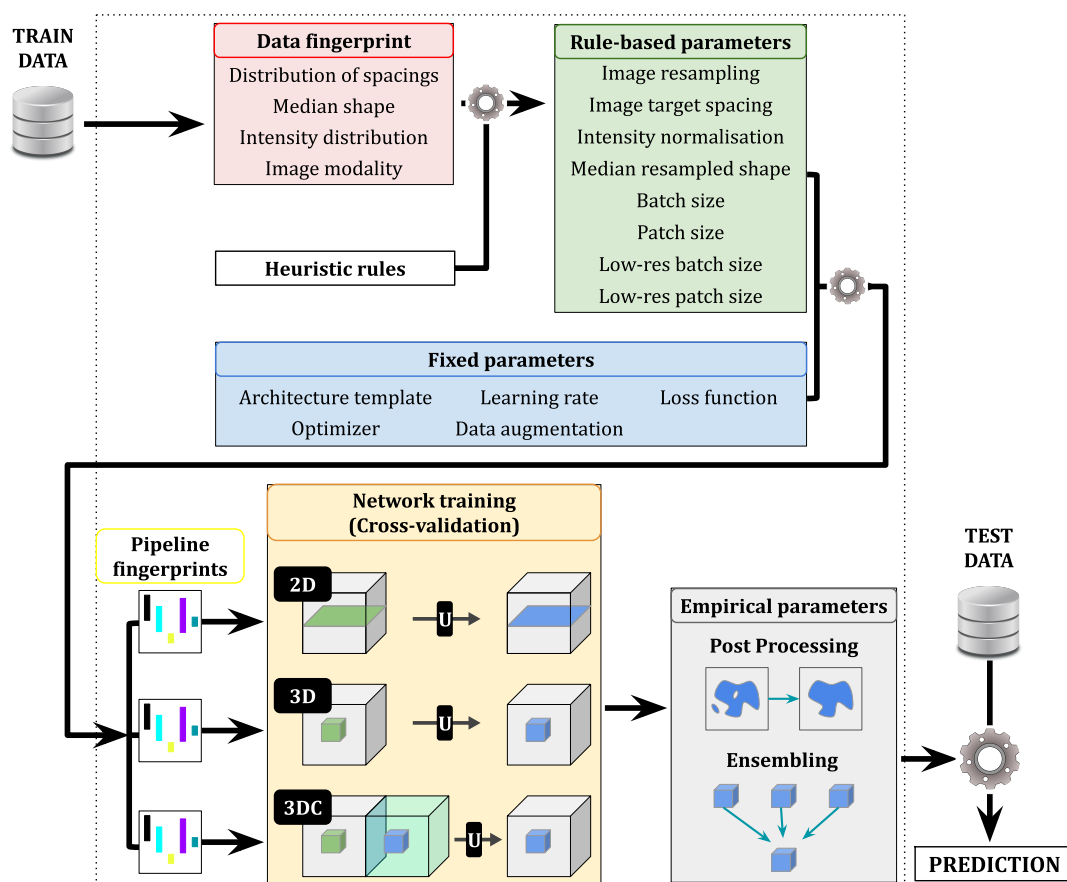 TRAIN
DATA
Data fingerprint
Distribution of spacings
Median shape
Intensity distribution
Image modality
Heuristic rules
Rule-based parameters
Image resampling
Image target spacing
Intensity normalisation
Median resampled shape
Batch size
Patch size
Low-res batch size
Low-res patch size
Fixed parameters
Architecture template
Learning rate
Loss function
Optimizer
Data augmentation
Pipeline
fingerprints
Network training
(Cross-validation)
2D
U
3D
U
3DC
U
Empirical parameters
Post Processing
Ensembling
TEST
DATA
PREDICTION